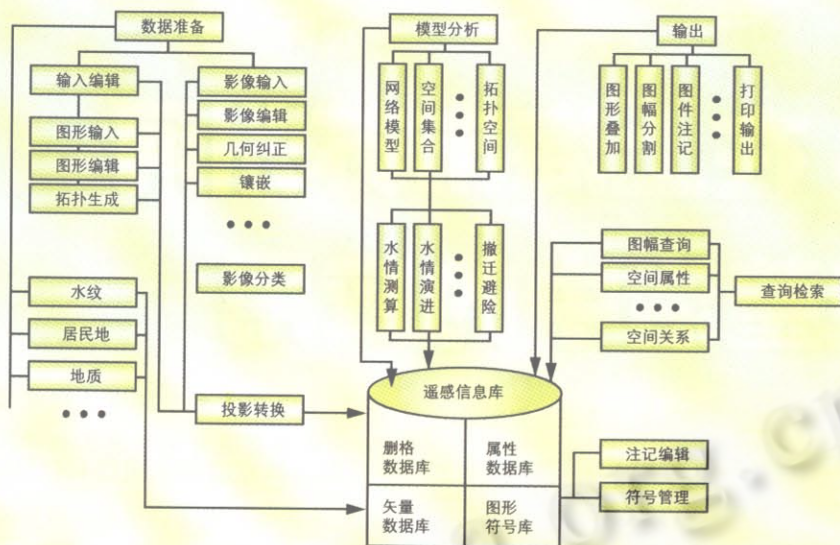 数据准备
输入编辑
图形输入
图形编辑
拓扑生成
影像输入
影像编辑
几何纠正
镶嵌
影像分类
水纹
居民地
地质
投影转换
模型分析
网络模型
空间集合
拓扑空间
水情测算
水情演进
撤迁避险
输出
图形叠加
图幅分割
图件注记
打印输出
图幅查询
空间属性
空间关系
查询检索
遥感信息库
删格
数据库
属性
数据库
矢量
数据库
图形
符号库
注记编辑
符号管理